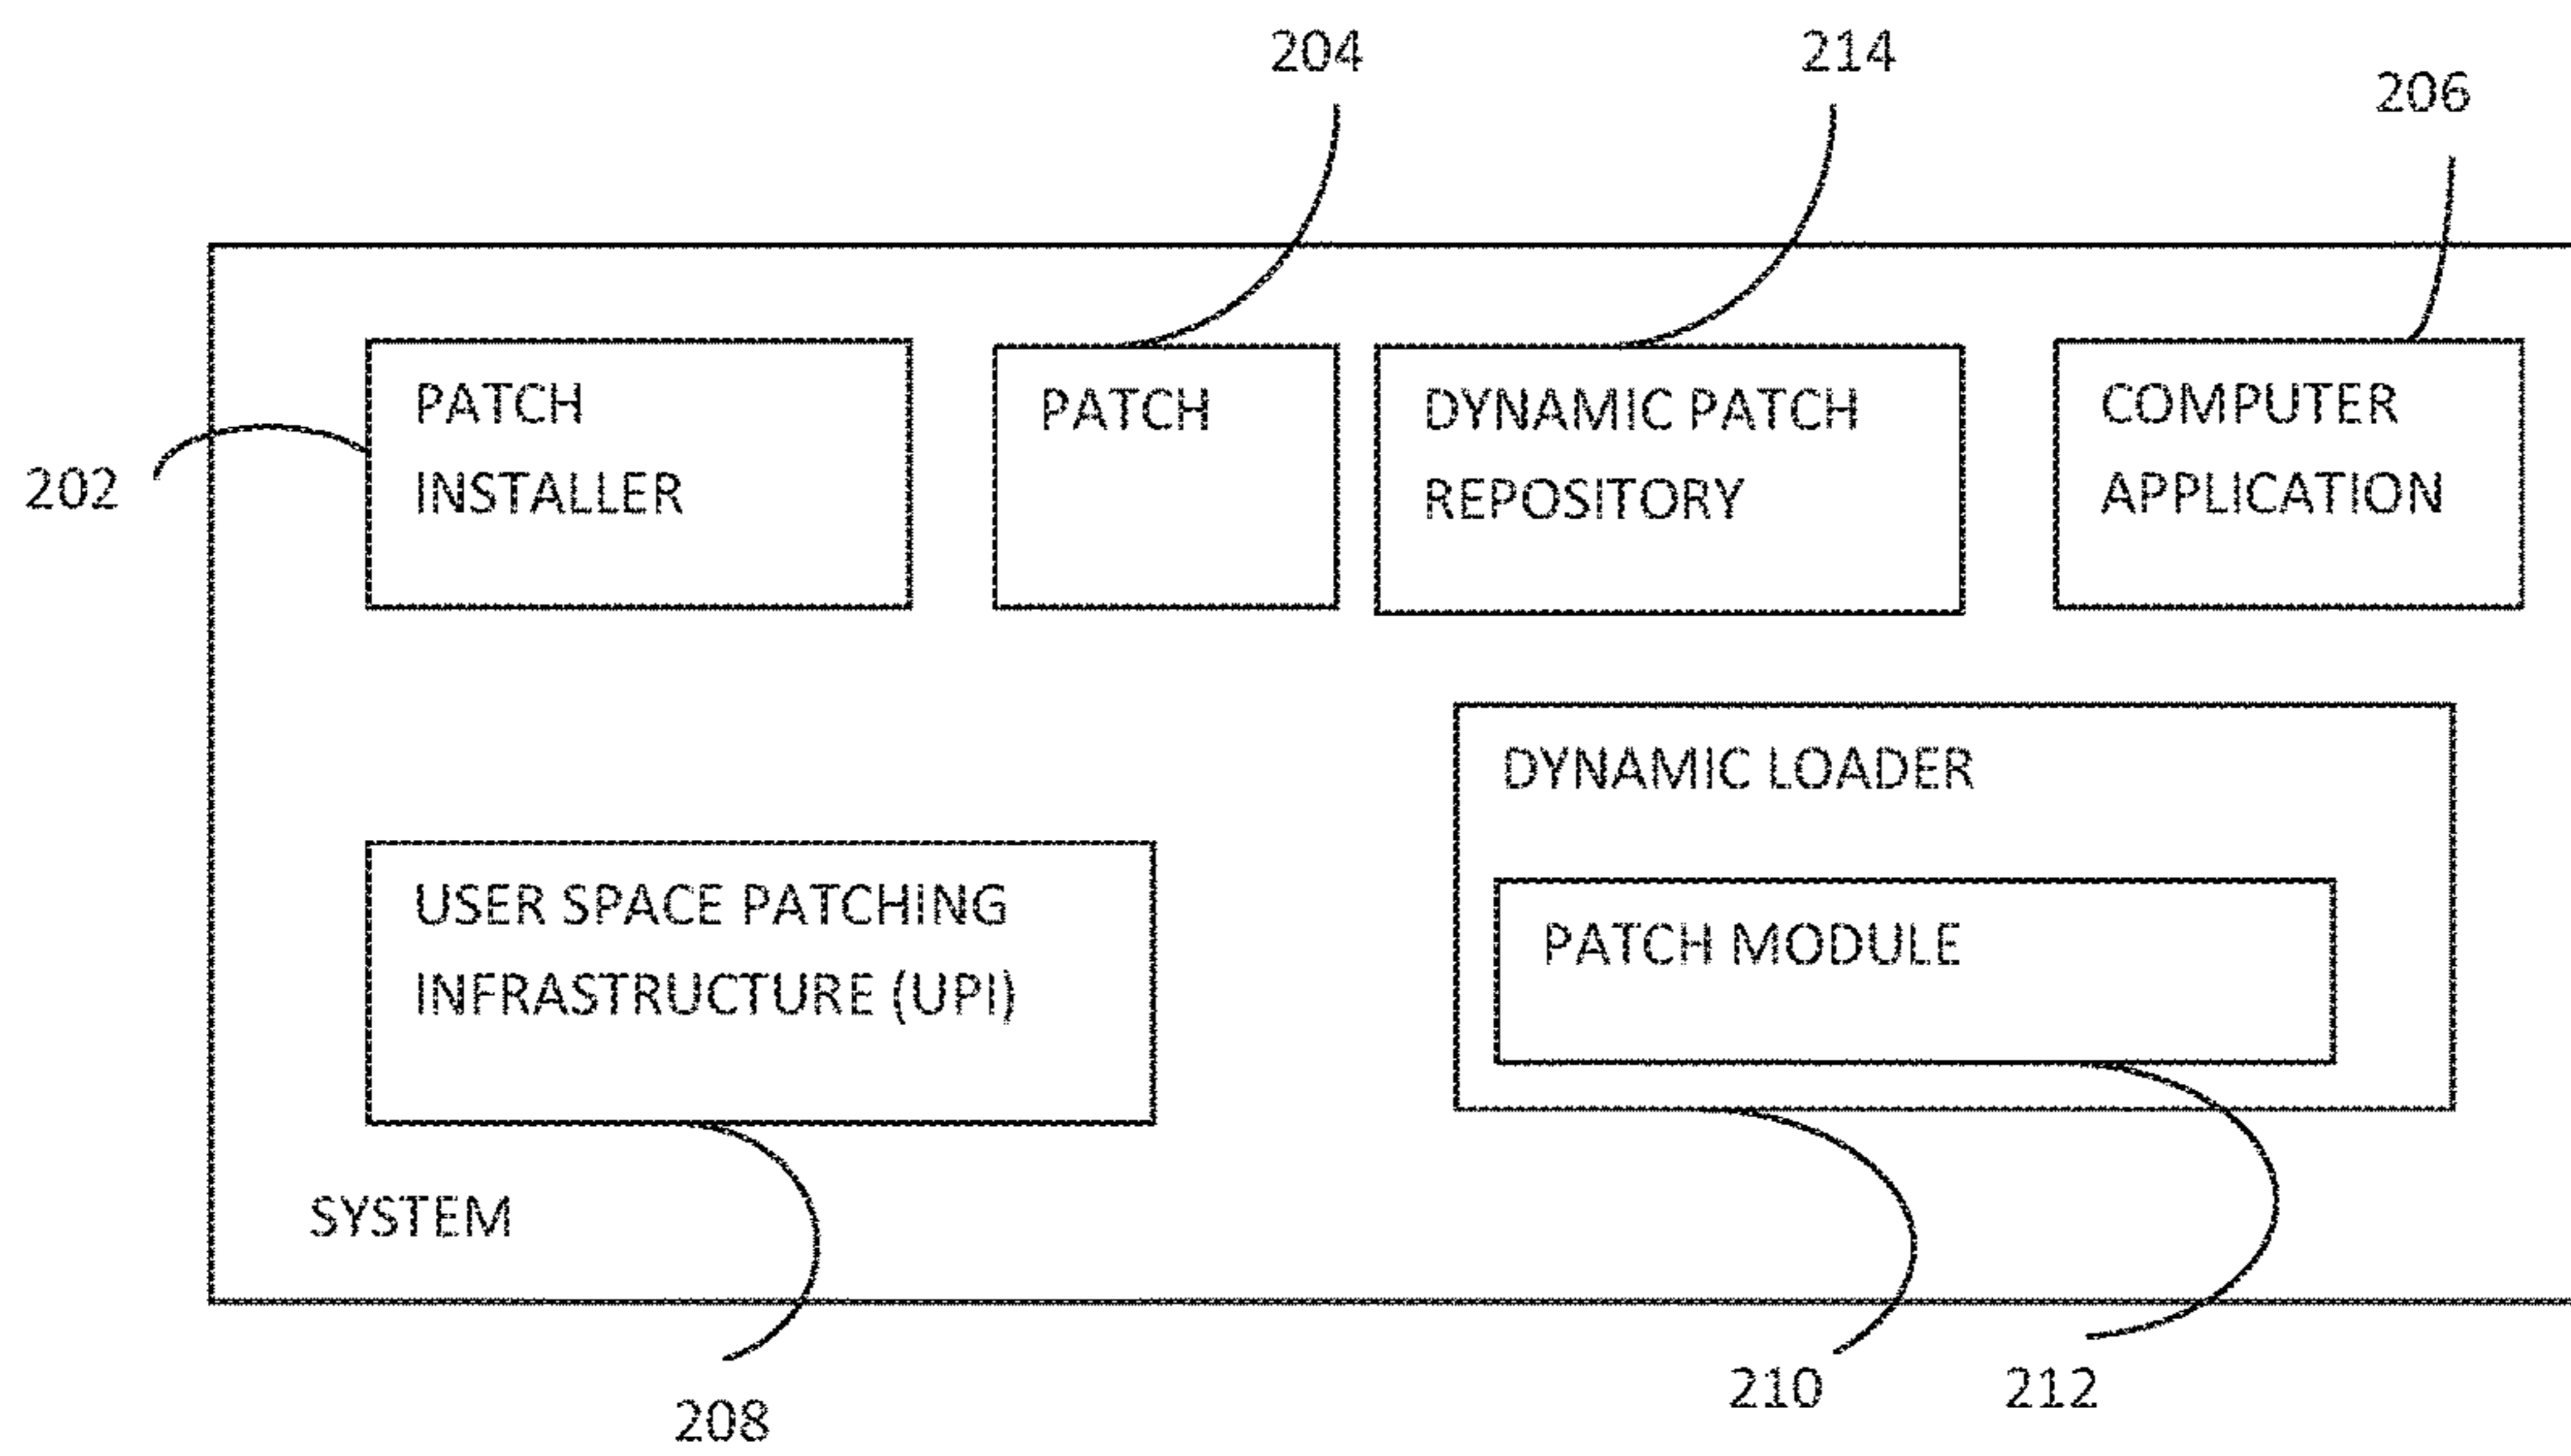 204
214
206
202
PATCH
INSTALLER
PATCH
DYNAMIC PATCH
REPOSITORY
COMPUTER
APPLICATION
DYNAMIC LOADER
PATCH MODULE
USER SPACE PATCHING
INFRASTRUCTURE (UPI)
SYSTEM
208
210
212